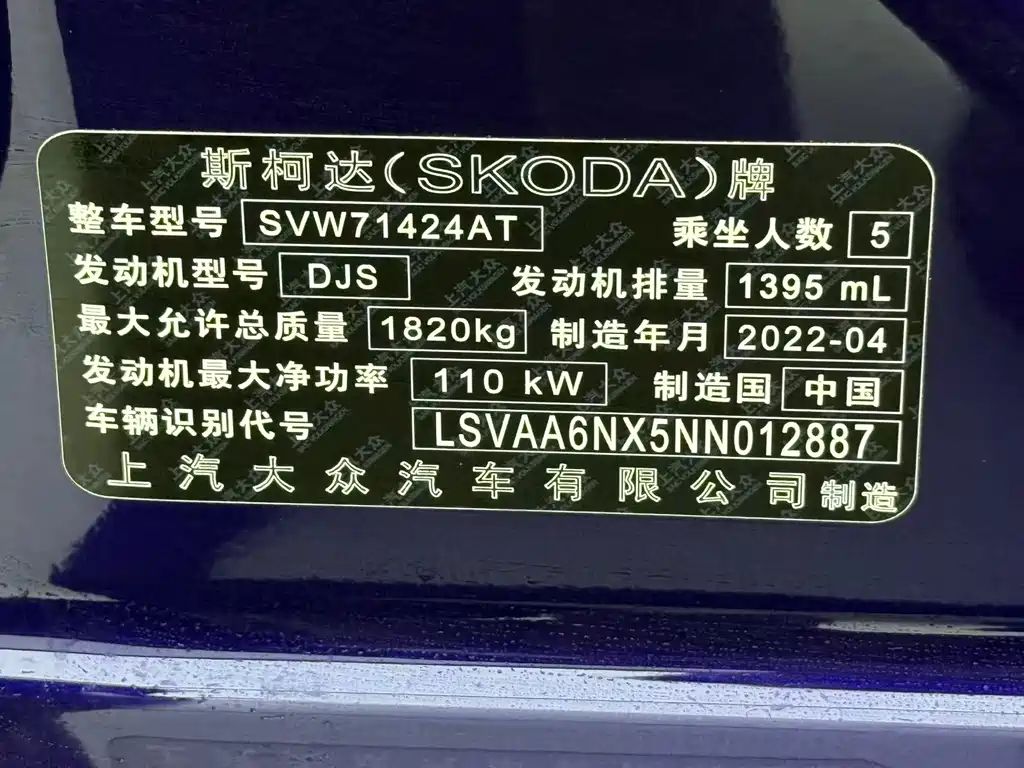 斯柯达(SKODA)牌
整车型号 SVW71424AT 乘坐人数 5
发动机型号 DJS 发动机排量 1395 mL
最大允许总质量 1820kg 制造年月 2022-04
发动机最大净功率 110 kW 制造国 中国
车辆识别代号 LSVAA6NX5NN012887
上汽大众汽车有限公司 制造